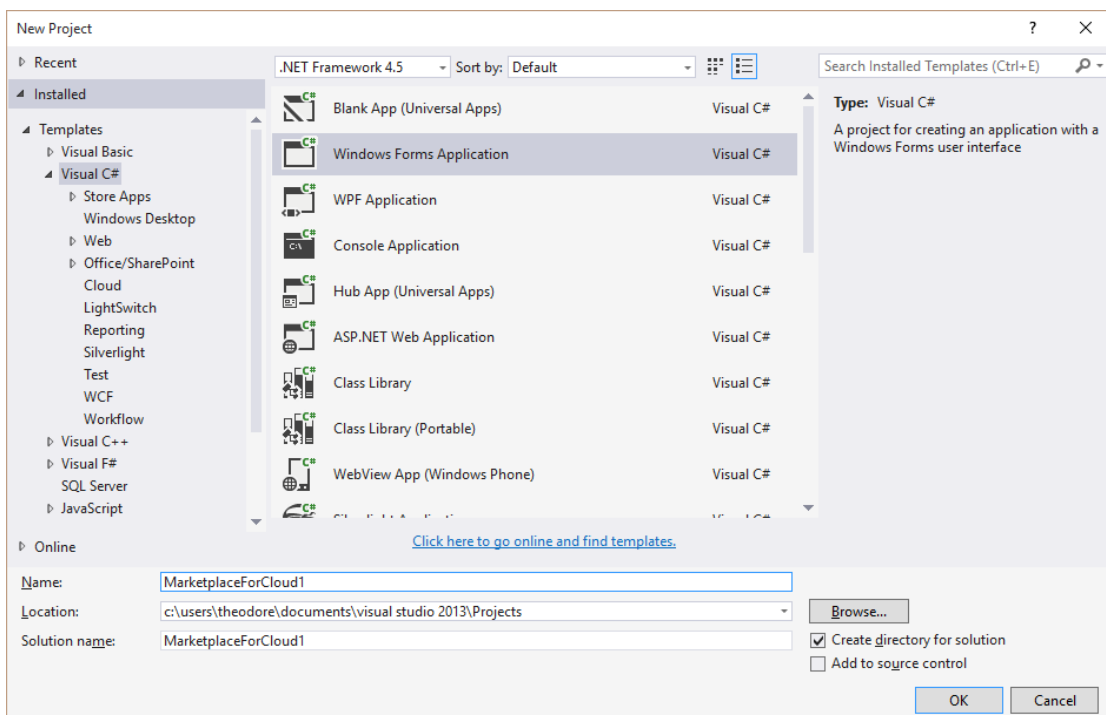 New Project
?
Recent
.NET Framework 4.5
Sort by: Default
Search Installed Templates (Ctrl+E)
Installed
Templates
Visual Basic
Visual C#
Store Apps
Windows Desktop
Web
Office/SharePoint
Cloud
LightSwitch
Reporting
Silverlight
Test
WCF
Workflow
Visual C++
Visual F#
SQL Server
JavaScript
Online
C# Blank App (Universal Apps) Visual C#
C# Windows Forms Application Visual C#
C# WPF Application Visual C#
C# C:\ Console Application Visual C#
C# Hub App (Universal Apps) Visual C#
C# ASP.NET Web Application Visual C#
C# Class Library Visual C#
C# Class Library (Portable) Visual C#
C# WebView App (Windows Phone) Visual C#
C#
Click here to go online and find templates.
Type: Visual C#
A project for creating an application with a
Windows Forms user interface
Name: MarketplaceForCloud1
Location: c:\users\theodore\documents\visual studio 2013\Projects
Browse...
Solution name: MarketplaceForCloud1
Create directory for solution
Add to source control
OK Cancel